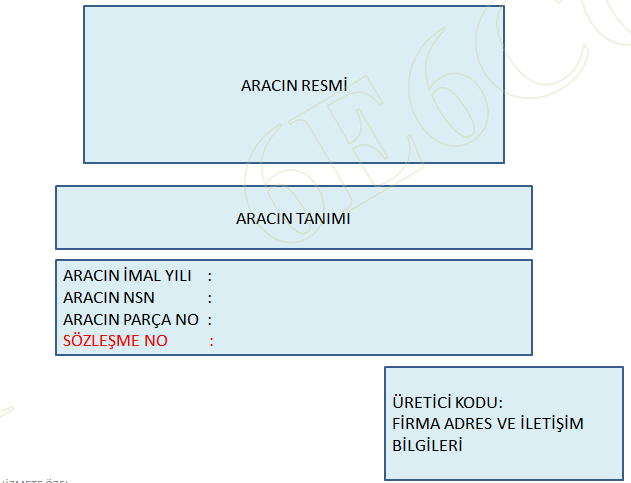 ARACIN RESMİ
ARACIN TANIMI
ARACIN İMAL YILI :
ARACIN NSN :
ARACIN PARÇA NO :
SÖZLEŞME NO :
ÜRETİCİ KODU:
FİRMA ADRES VE İLETİŞİM
BİLGİLERİ